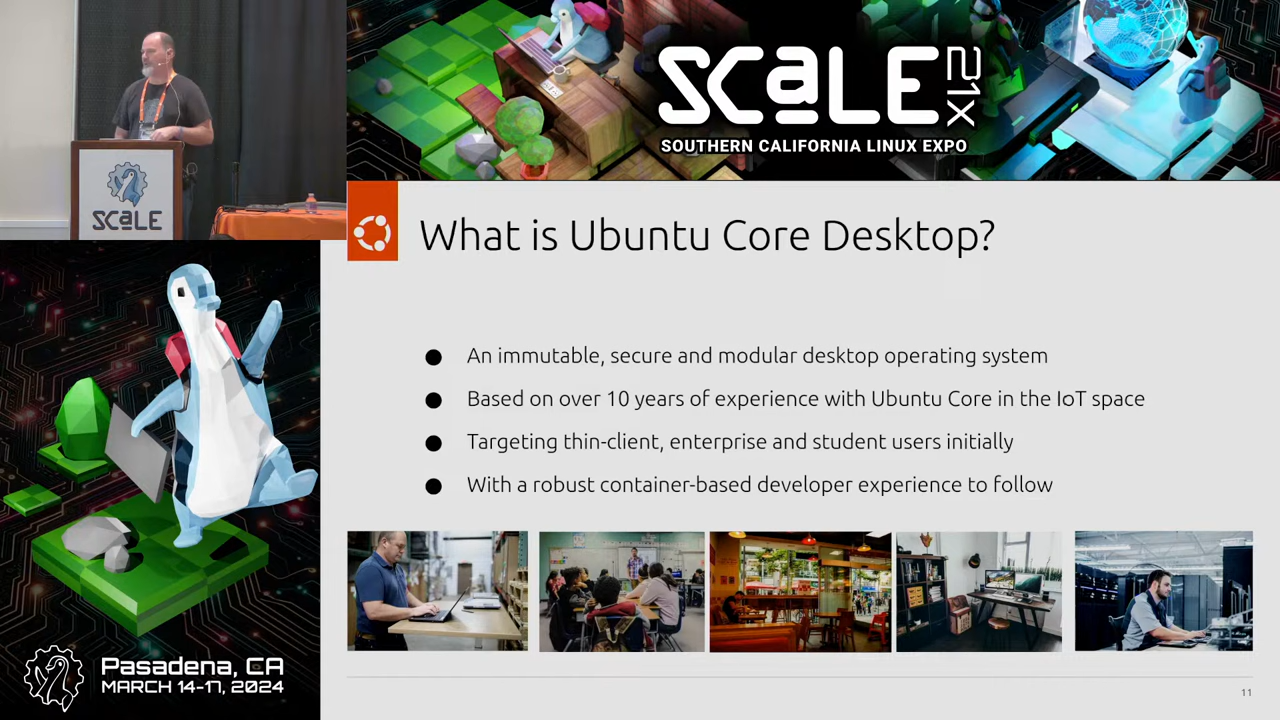 SCALE 21X
SOUTHERN CALIFORNIA LINUX EXPO
SCALE
What is Ubuntu Core Desktop?
An immutable, secure and modular desktop operating system
Based on over 10 years of experience with Ubuntu Core in the IoT space
Targeting thin-client, enterprise and student users initially
With a robust container-based developer experience to follow
Pasadena, CA
MARCH 14-17, 2024
11